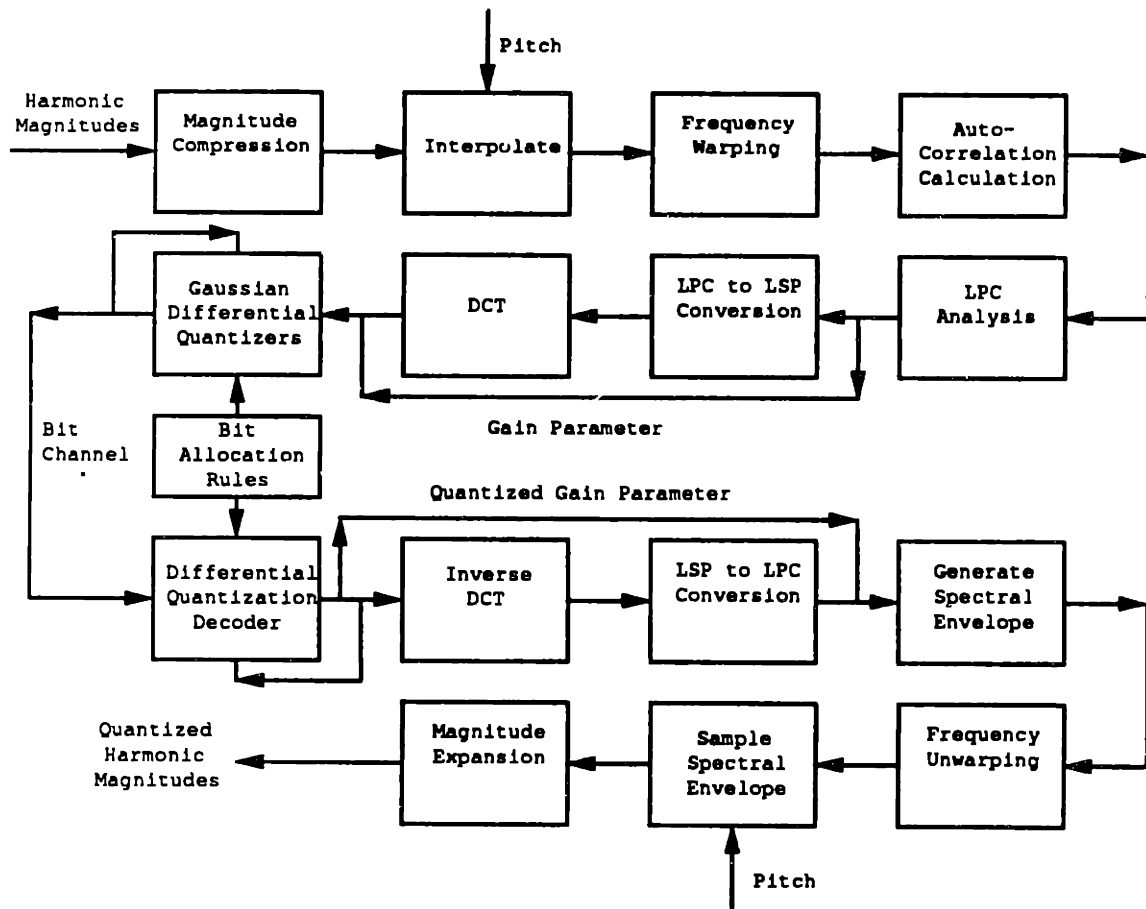 Pitch
Harmonic
Magnitudes
Magnitude
Compression
Interpolate
Frequency
Warping
Auto-
Correlation
Calculation
Gaussian
Differential
Quantizers
DCT
LPC to LSP
Conversion
LPC
Analysis
Gain Parameter
Bit
Channel
Bit
Allocation
Rules
Quantized Gain Parameter
Differential
Quantization
Decoder
Inverse
DCT
LSP to LPC
Conversion
Generate
Spectral
Envelope
Quantized
Harmonic
Magnitudes
Magnitude
Expansion
Sample
Spectral
Envelope
Frequency
Unwarping
Pitch